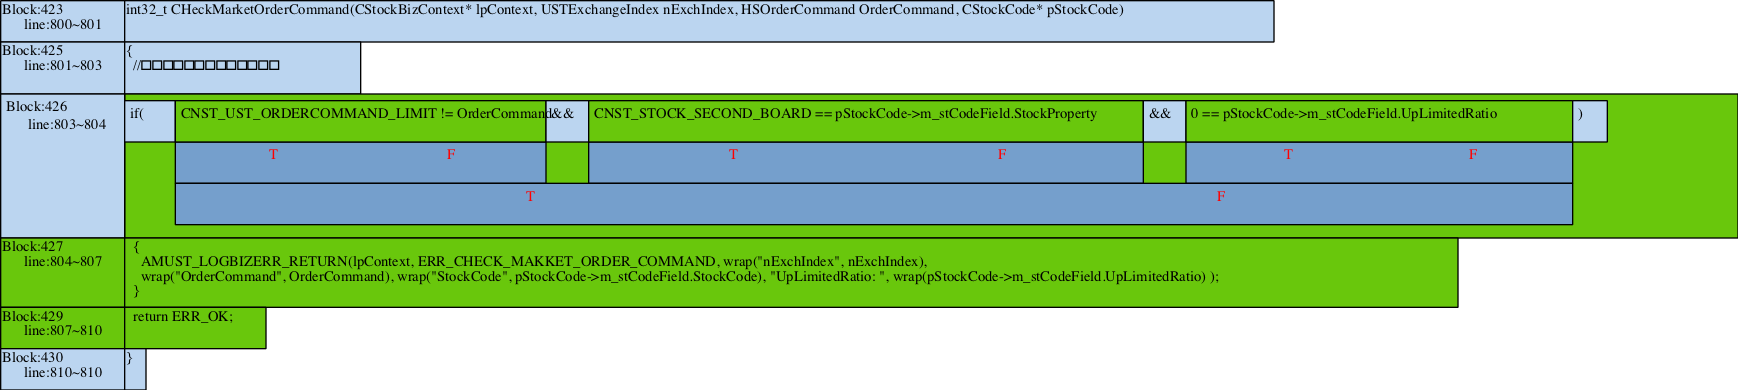 Block:423
line:800~801
int32_t CHeckMarketOrderCommand(CStockBizContext* lpContext, USTExchangeIndex nExchIndex, HSOrderCommand OrderCommand, CStockCode* pStockCode)
Block:425
line:801~803
{
//□□□□□□□□□□□□□
Block:426
line:803~804
if( CNST_UST_ORDERCOMMAND_LIMIT != OrderCommand && CNST_STOCK_SECOND_BOARD == pStockCode->m_stCodeField.StockProperty && 0 == pStockCode->m_stCodeField.UpLimitedRatio )
T F T F T F
T F
Block:427
line:804~807
{
AMUST_LOGBIZERR_RETURN(lpContext, ERR_CHECK_MAKKET_ORDER_COMMAND, wrap("nExchIndex", nExchIndex),
wrap("OrderCommand", OrderCommand), wrap("StockCode", pStockCode->m_stCodeField.StockCode), "UpLimitedRatio: ", wrap(pStockCode->m_stCodeField.UpLimitedRatio) );
}
Block:429
line:807~810
return ERR_OK;
Block:430
line:810~810
}